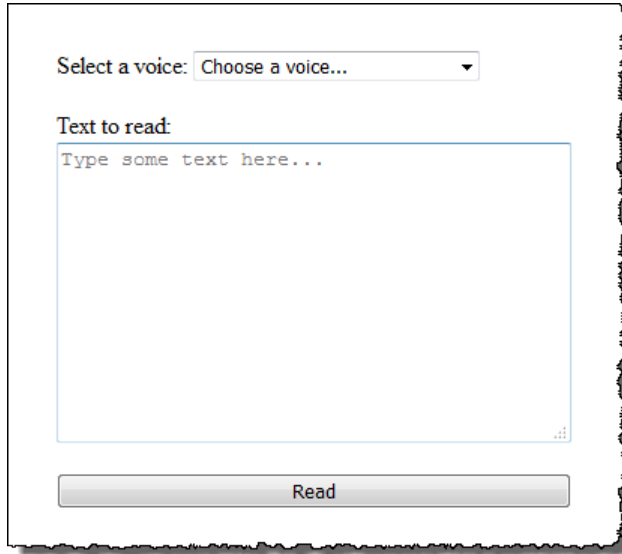 Select a voice: Choose a voice...
Text to read:
Type some text here...
Read